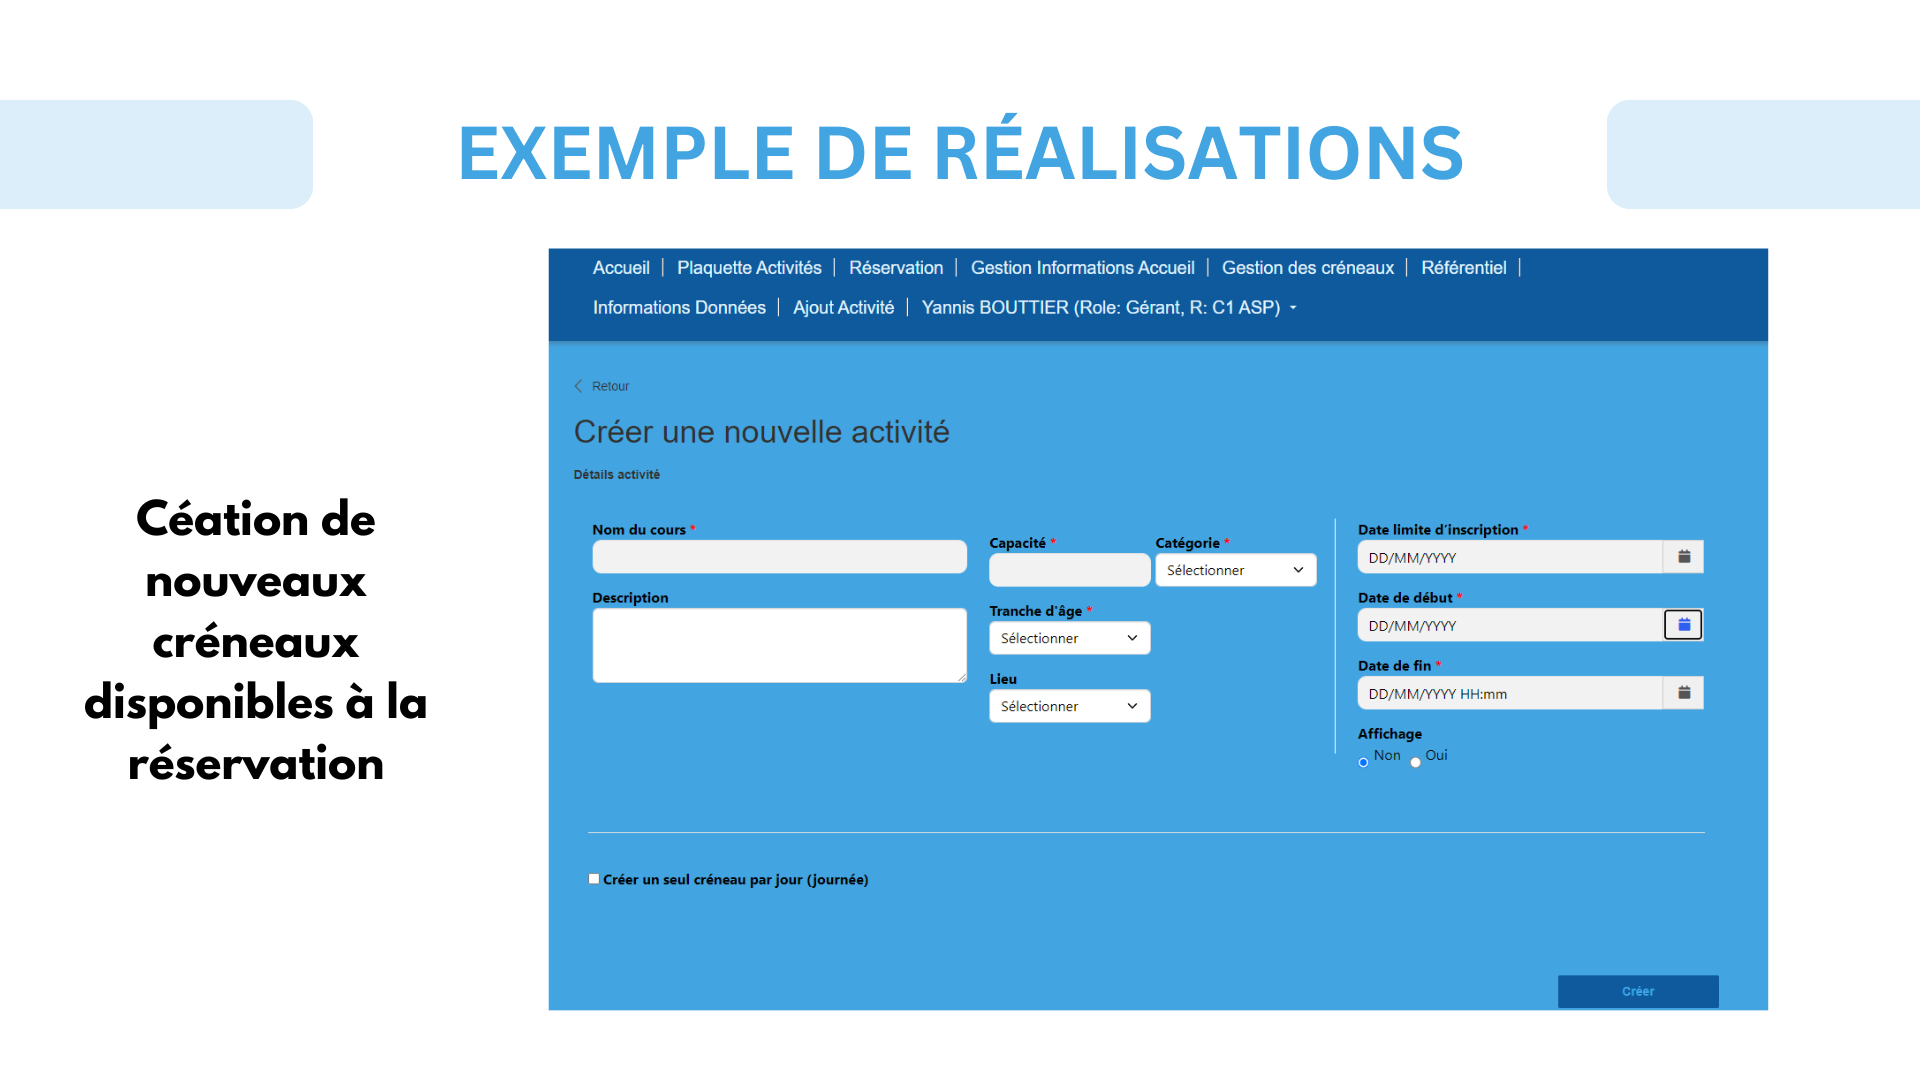 EXEMPLE DE RÉALISATIONS
Céation de
nouveaux
créneaux
disponibles à la
réservation
Accueil | Plaquette Activités | Réservation | Gestion Informations Accueil | Gestion des créneaux | Référentiel |
Informations Données | Ajout Activité | Yannis BOUTTIER (Role: Gérant, R: C1 ASP)
Retour
Créer une nouvelle activité
Détails activité
Nom du cours *
Description
Capacité *
Catégorie *
Sélectionner
Tranche d'âge *
Sélectionner
Lieu
Sélectionner
Date limite d'inscription *
DD/MM/YYYY
Date de début *
DD/MM/YYYY
Date de fin *
DD/MM/YYYY HH:mm
Affichage
Non Oui
Créer un seul créneau par jour (journée)
Créer